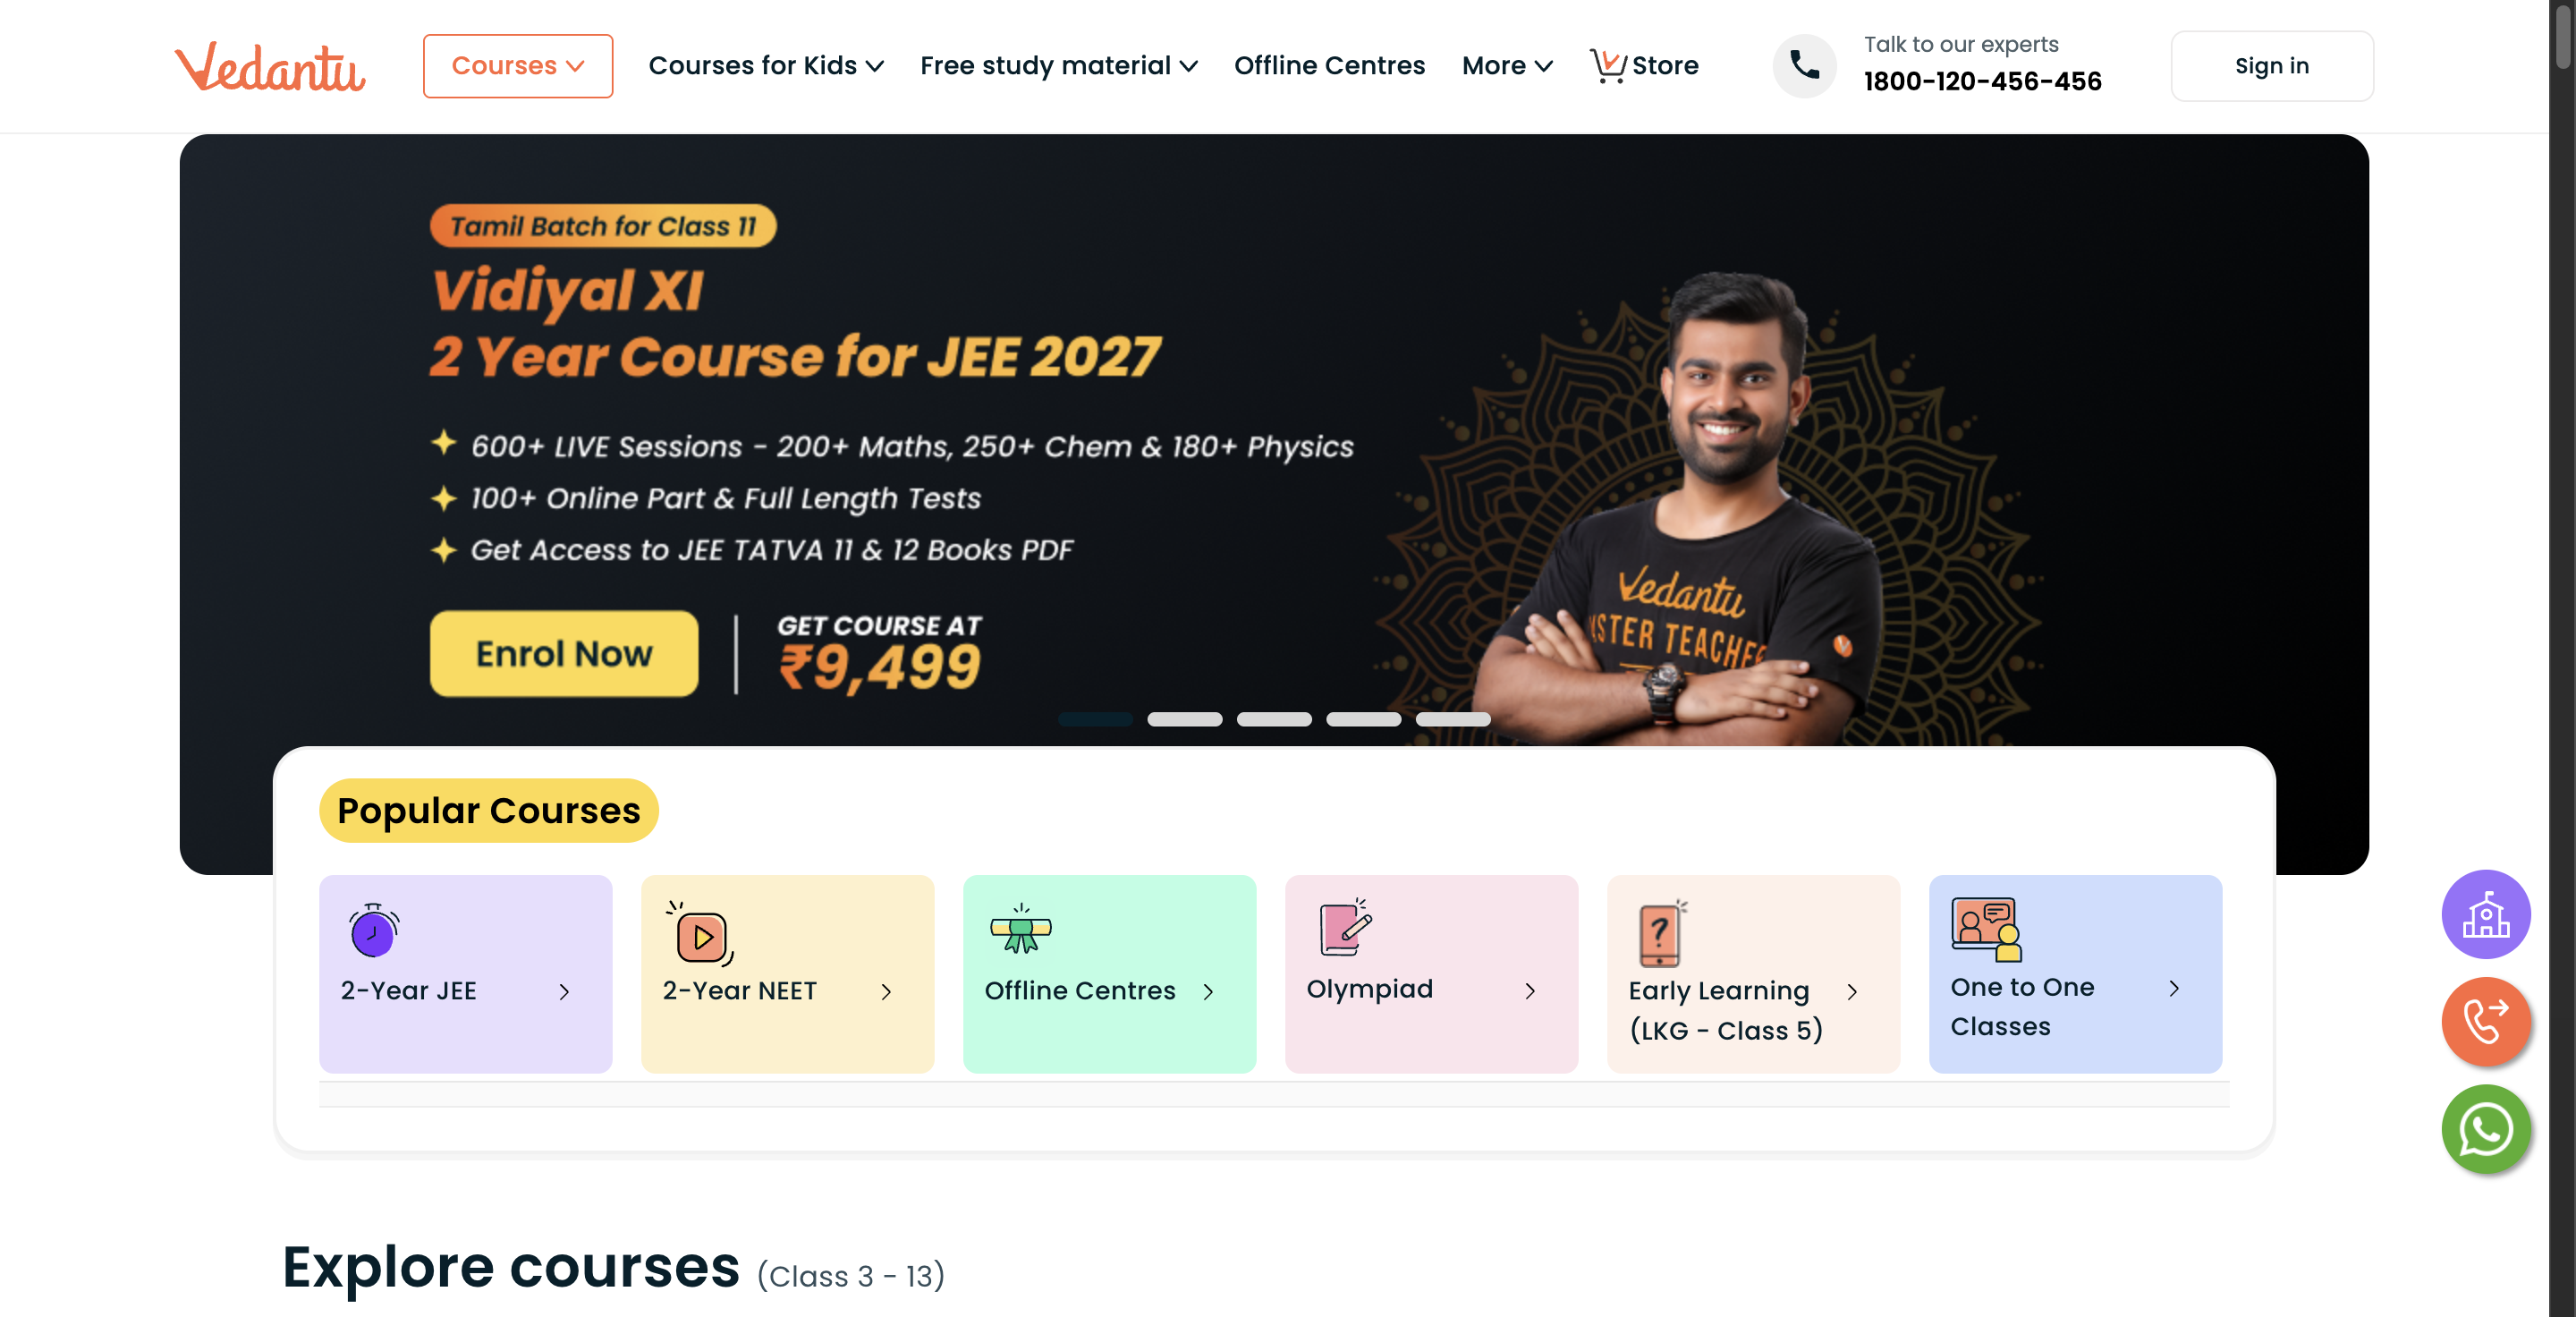 Vedantu
Courses
Courses for Kids
Free study material
Offline Centres
More
Store
Talk to our experts
1800-120-456-456
Sign in
Tamil Batch for Class 11
Vidiyal XI
2 Year Course for JEE 2027
600+ LIVE Sessions - 200+ Maths, 250+ Chem & 180+ Physics
100+ Online Part & Full Length Tests
Get Access to JEE TATVA 11 & 12 Books PDF
Enrol Now
GET COURSE AT
₹9,499
Vedantu
TEACHER
Popular Courses
2-Year JEE
2-Year NEET
Offline Centres
Olympiad
Early Learning
(LKG - Class 5)
One to One
Classes
Explore courses (Class 3 - 13)